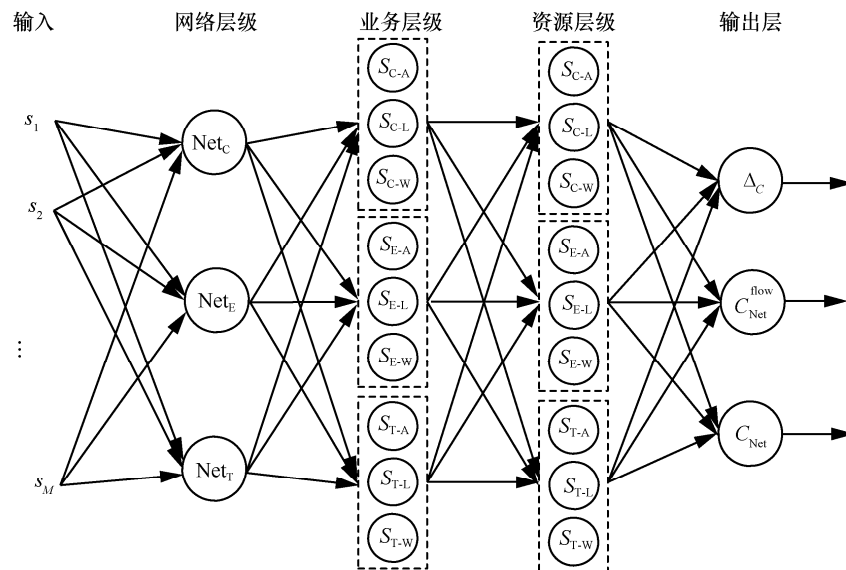 输入 网络层级 业务层级 资源层级 输出层
s1
s2
⋮
sM
NetC
NetE
NetT
SC-A
SC-L
SC-W
SE-A
SE-L
SE-W
ST-A
ST-L
ST-W
SC-A
SC-L
SC-W
SE-A
SE-L
SE-W
ST-A
ST-L
ST-W
ΔC
CNet flow
CNet